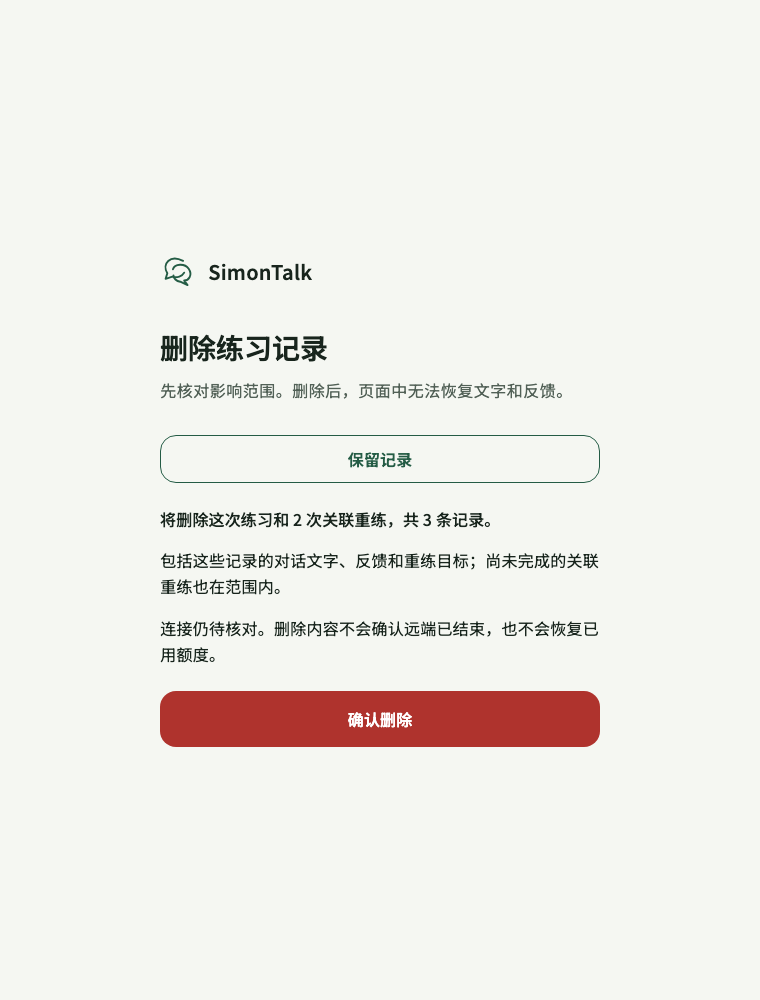 SimonTalk
删除练习记录
先核对影响范围。删除后，页面中无法恢复文字和反馈。
保留记录
将删除这次练习和 2 次关联重练，共 3 条记录。
包括这些记录的对话文字、反馈和重练目标；尚未完成的关联
重练也在范围内。
连接仍待核对。删除内容不会确认远端已结束，也不会恢复已
用额度。
确认删除